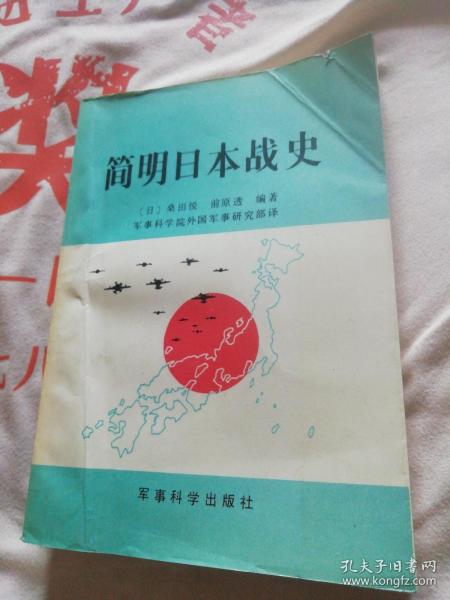 奖
简明日本战史
〔日〕桑田悦 前原透 编著
军事科学院外国军事研究部译
军事科学出版社
孔夫子旧书网
www.kongfz.com